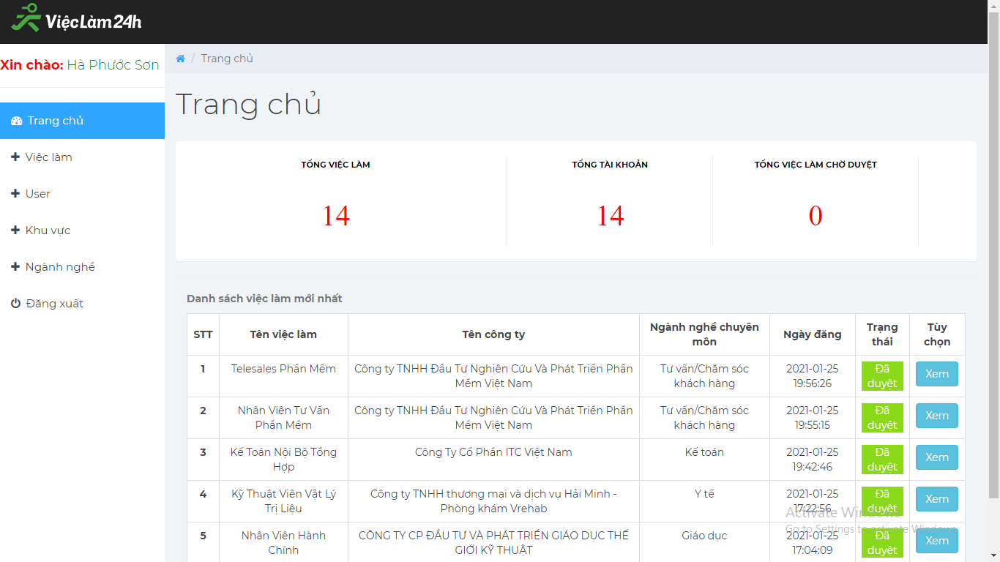 ViệcLàm24h
Xin chào: Hà Phước Sơn
/ Trang chủ
Trang chủ
Việc làm
User
Khu vực
Ngành nghề
Đăng xuất
Trang chủ
TỔNG VIỆC LÀM
TỔNG TÀI KHOẢN
TỔNG VIỆC LÀM CHỜ DUYỆT
14
14
0
Danh sách việc làm mới nhất
STT
Tên việc làm
Tên công ty
Ngành nghề chuyên
môn
Ngày đăng
Trạng
thái
Tùy
chọn
1
Telesales Phần Mềm
Công ty TNHH Đầu Tư Nghiên Cứu Và Phát Triển Phần
Mềm Việt Nam
Tư vấn/Chăm sóc
khách hàng
2021-01-25
19:56:26
Đã
duyệt
Xem
2
Nhân Viên Tư Vấn
Phần Mềm
Công ty TNHH Đầu Tư Nghiên Cứu Và Phát Triển Phần
Mềm Việt Nam
Tư vấn/Chăm sóc
khách hàng
2021-01-25
19:55:15
Đã
duyệt
Xem
3
Kế Toán Nội Bộ Tổng
Hợp
Công Ty Cổ Phần ITC Việt Nam
Kế toán
2021-01-25
19:42:46
Đã
duyệt
Xem
4
Kỹ Thuật Viên Vật Lý
Trị Liệu
Công ty TNHH thương mại và dịch vụ Hải Minh -
Phòng khám Vrehab
Y tế
2021-01-25
17:22:56
Đã
duyệt
Xem
5
Nhân Viên Hành
Chính
CÔNG TY CP ĐẦU TƯ VÀ PHÁT TRIỂN GIÁO DỤC THẾ
GIỚI KỸ THUẬT
Giáo dục
2021-01-25
17:04:09
Đã
duyệt
Xem
Activate Windows
Go to Settings to activate Windows.